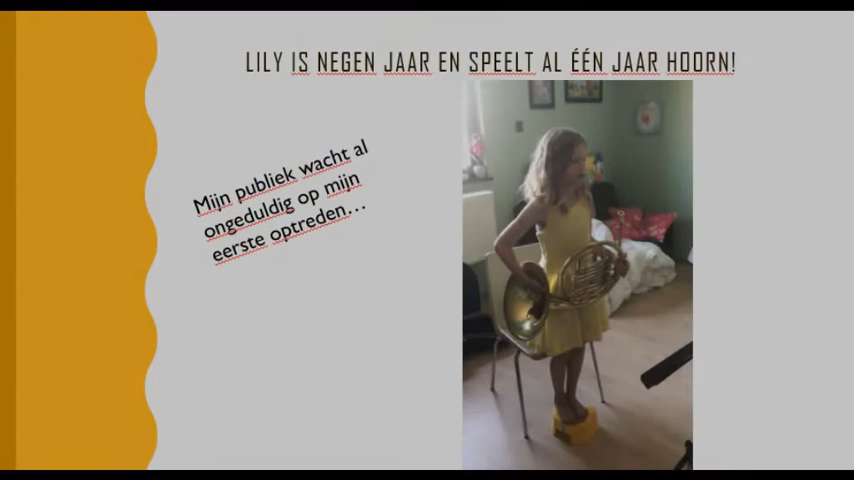 LILY IS NEGEN JAAR EN SPEELT AL ÉÉN JAAR HOORN!
Mijn publiek wacht al
ongeduldig op mijn
eerste optreden...